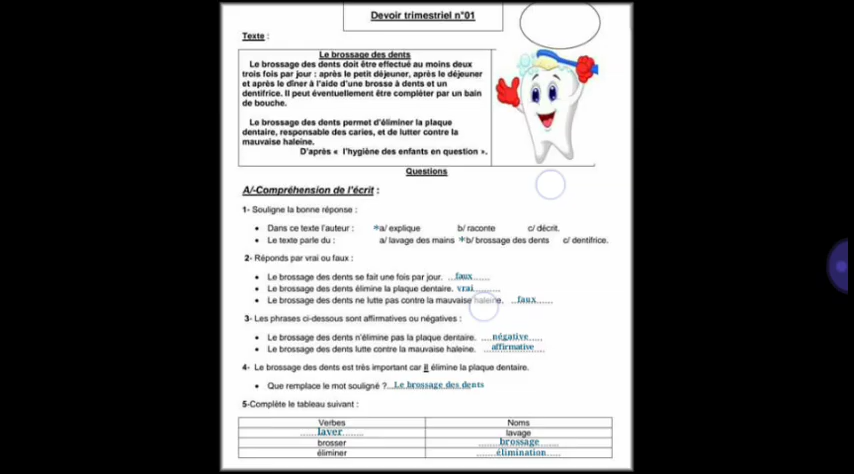 Devoir trimestriel n°01
Texte :
Le brossage des dents
Le brossage des dents doit être effectué au moins deux
trois fois par jour : après le petit déjeuner, après le déjeuner
et après le dîner à l'aide d'une brosse à dents et un
dentifrice. Il peut éventuellement être compléter par un bain
de bouche.
Le brossage des dents permet d'éliminer la plaque
dentaire, responsable des caries, et de lutter contre la
mauvaise haleine.
D'après « l'hygiène des enfants en question ».
Questions
A/-Compréhension de l'écrit :
1- Souligne la bonne réponse :
• Dans ce texte l'auteur : *a/ explique b/ raconte c/ décrit.
• Le texte parle du : a/ lavage des mains *b/ brossage des dents c/ dentifrice.
2- Réponds par vrai ou faux :
• Le brossage des dents se fait une fois par jour. ...faux......
• Le brossage des dents élimine la plaque dentaire. vrai.........
• Le brossage des dents ne lutte pas contre la mauvaise haleine. ...faux......
3- Les phrases ci-dessous sont affirmatives ou négatives :
• Le brossage des dents n'élimine pas la plaque dentaire. ....négative.....
• Le brossage des dents lutte contre la mauvaise haleine. ...affirmative....
4- Le brossage des dents est très important car il élimine la plaque dentaire.
• Que remplace le mot souligné ?...Le brossage des dents
5-Complète le tableau suivant :
Verbes Noms
......laver...... lavage
brosser ......brossage......
éliminer ......élimination.....